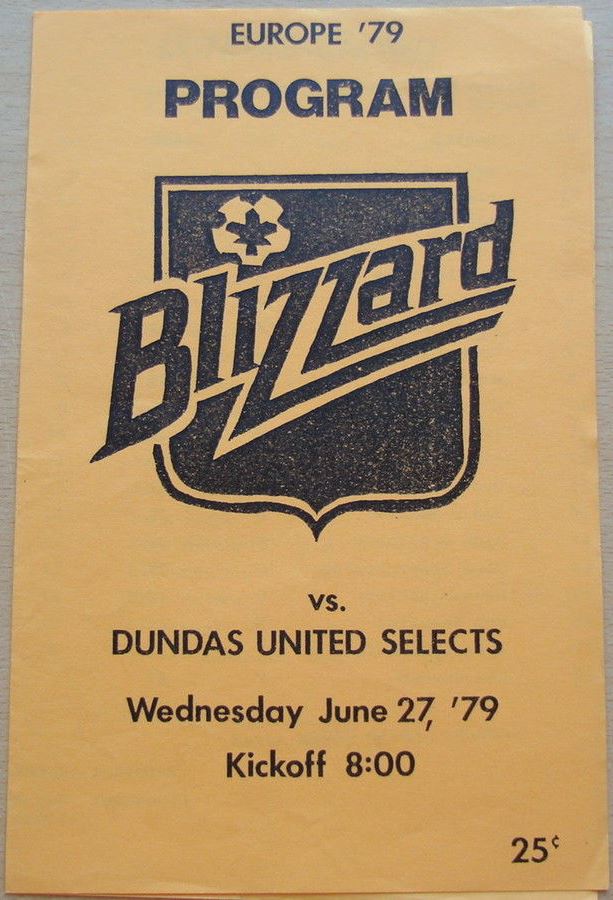 EUROPE '79
PROGRAM
Blizzard
vs.
DUNDAS UNITED SELECTS
Wednesday June 27, '79
Kickoff 8:00
25¢